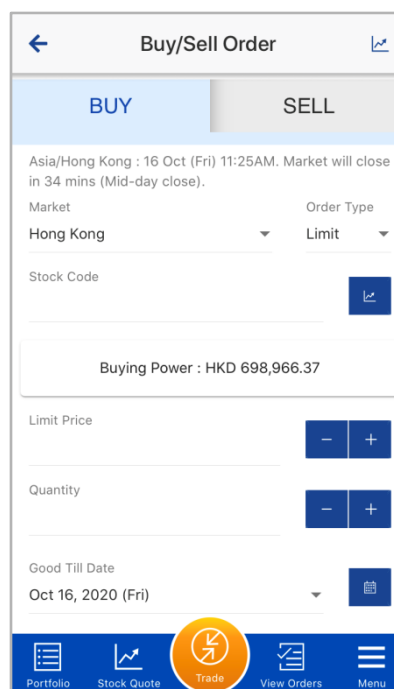 Buy/Sell Order
BUY
SELL
Asia/Hong Kong : 16 Oct (Fri) 11:25AM. Market will close
in 34 mins (Mid-day close).
Market
Order Type
Hong Kong
Limit
Stock Code
Buying Power : HKD 698,966.37
Limit Price
Quantity
Good Till Date
Oct 16, 2020 (Fri)
Portfolio
Stock Quote
Trade
View Orders
Menu